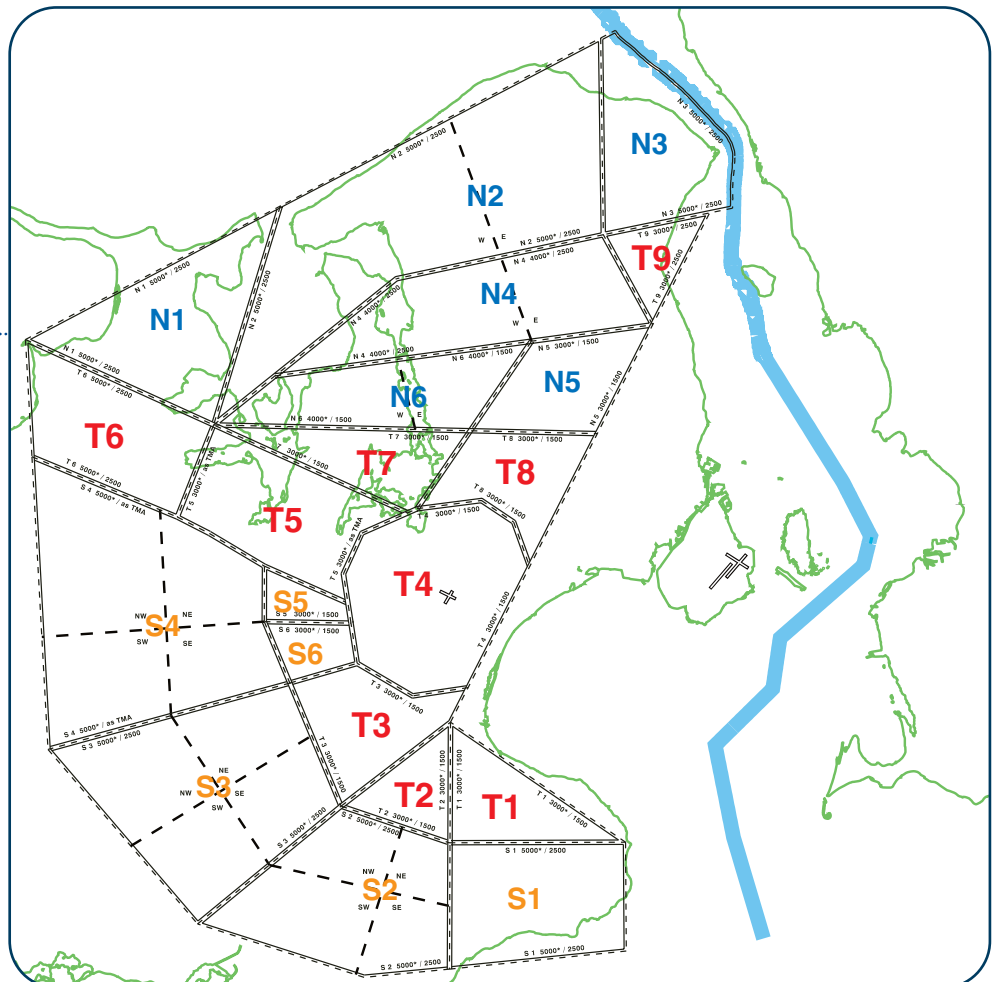 N 3 5000* / 2500
N3
N 2 5000* / 2500
N2
W E
N 3 5000* / 2500
T 9 3000* / 2500
N 2 5000* / 2500
N 4 4000* / 2500
T9
T 9 3000* / 2500
N 1 5000* / 2500
N 2 5000* / 2500
N4
N 4 4000* / 2500
N1
W E
N 1 5000* / 2500
T 6 5000* / 2500
N 4 4000* / 2500
N 6 4000* / 1500
N 5 3000* / 1500
N5
N 5 3000* / 1500
N6
W E
N 6 4000* / 1500
T 7 3000* / 1500
T 8 3000* / 1500
T6
T 6 5000* / 2500
S 4 5000* / as TMA
T 5 3000* / as TMA
3000* / 1500
T7
T8
T 8 3000* / 1500
T 4 3000* / 1500
T5
T 5 3000* / as TMA
T4
T 4 3000* / 1500
S5
S 5 3000* / 1500
S 6 3000* / 1500
S6
NW NE
S4
SW SE
T 3 3000* / 1500
T3
T 3 3000* / 1500
S 4 5000* / as TMA
S 3 5000* / 2500
NE
NW S3 SE
SW
S 3 5000* / 2500
T2
T 2 3000* / 1500
T 2 3000* / 1500
S 2 5000* / 2500
T 1 3000* / 1500
T1
T 1 3000* / 1500
S 1 5000* / 2500
NW NE
S2
SW SE
S1
S 2 5000* / 2500
S 1 5000* / 2500